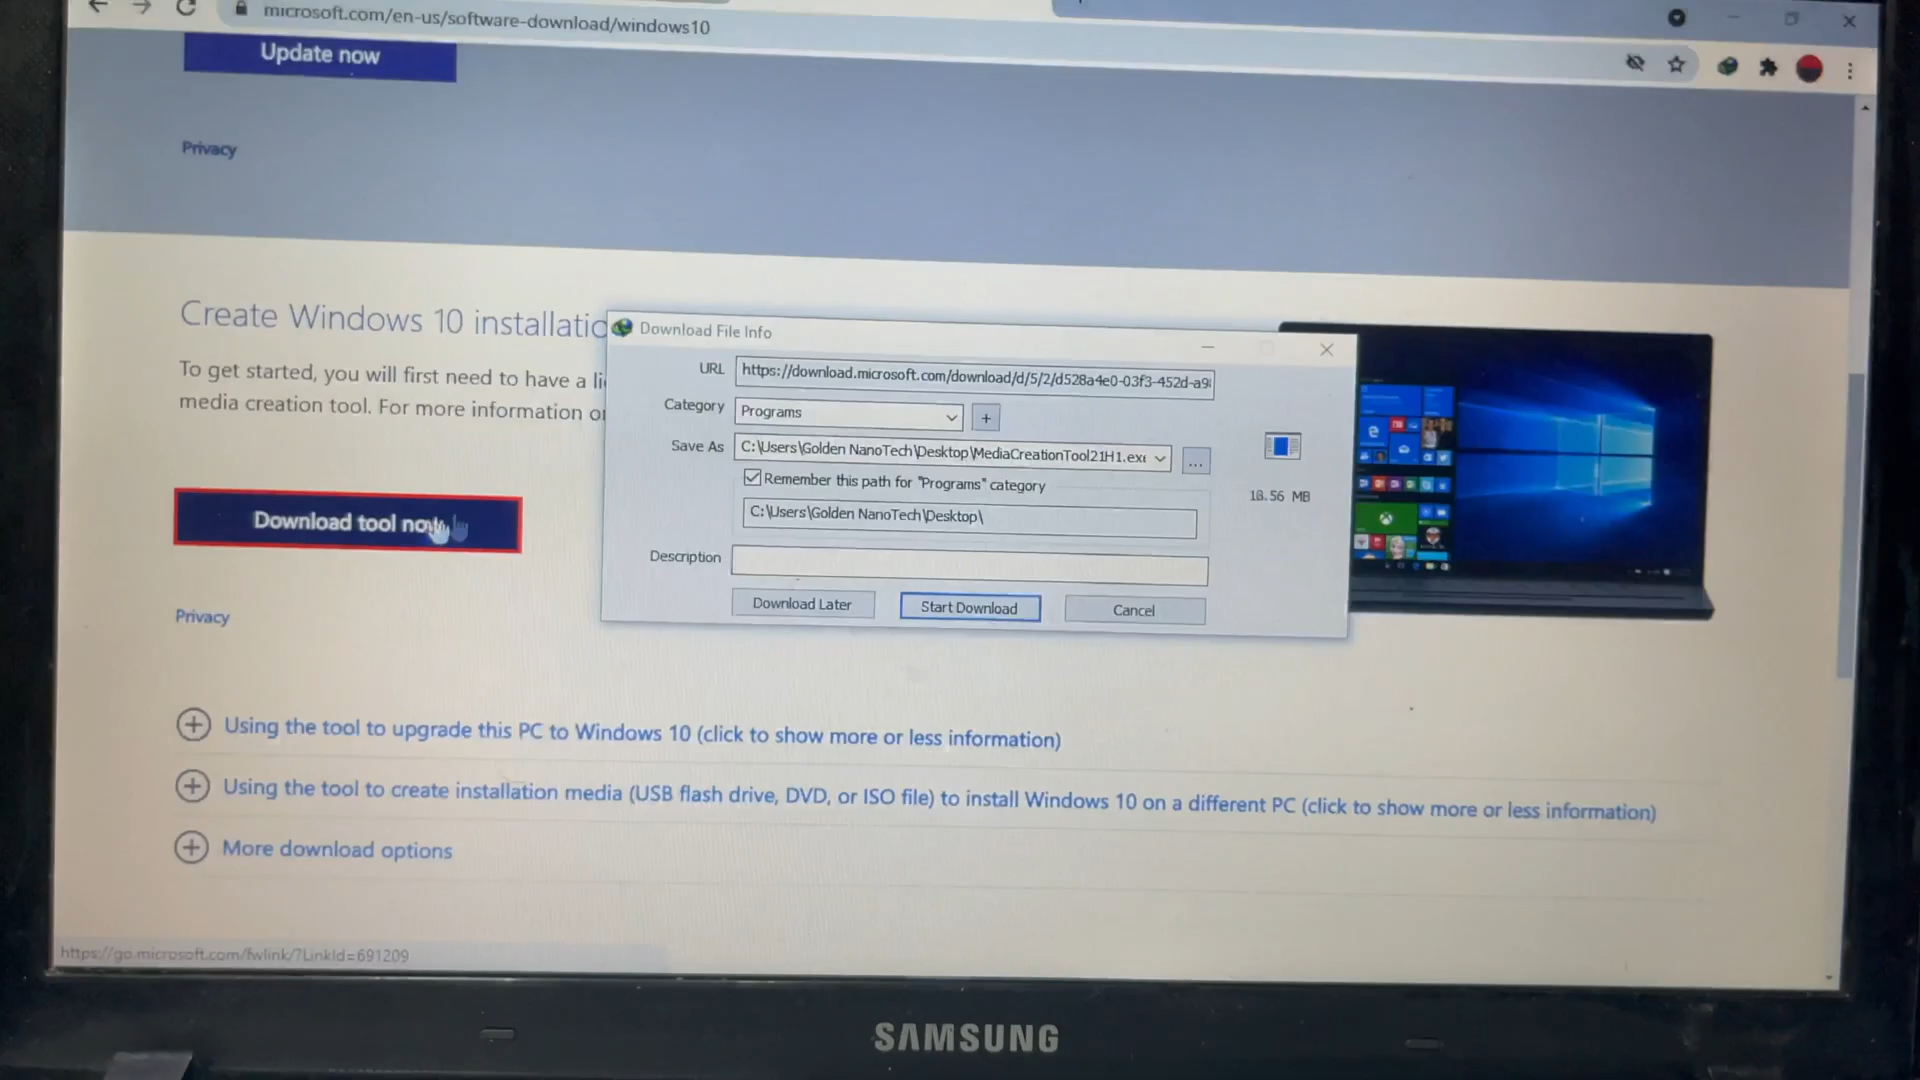 microsoft.com/en-us/software-download/windows10
Update now
Privacy
Create Windows 10 installatio
To get started, you will first need to have a li
media creation tool. For more information or
Download tool now
Privacy
Download File Info
URL https://download.microsoft.com/download/d/5/2/d528a4e0-03f3-452d-a9
Category Programs +
Save As C:\Users\Golden NanoTech\Desktop\MediaCreationTool21H1.exe ...
Remember this path for "Programs" category
C:\Users\Golden NanoTech\Desktop\
18.56 MB
Description
Download Later Start Download Cancel
Using the tool to upgrade this PC to Windows 10 (click to show more or less information)
Using the tool to create installation media (USB flash drive, DVD, or ISO file) to install Windows 10 on a different PC (click to show more or less information)
More download options
https://go.microsoft.com/fwlink/?LinkId=691209
SAMSUNG